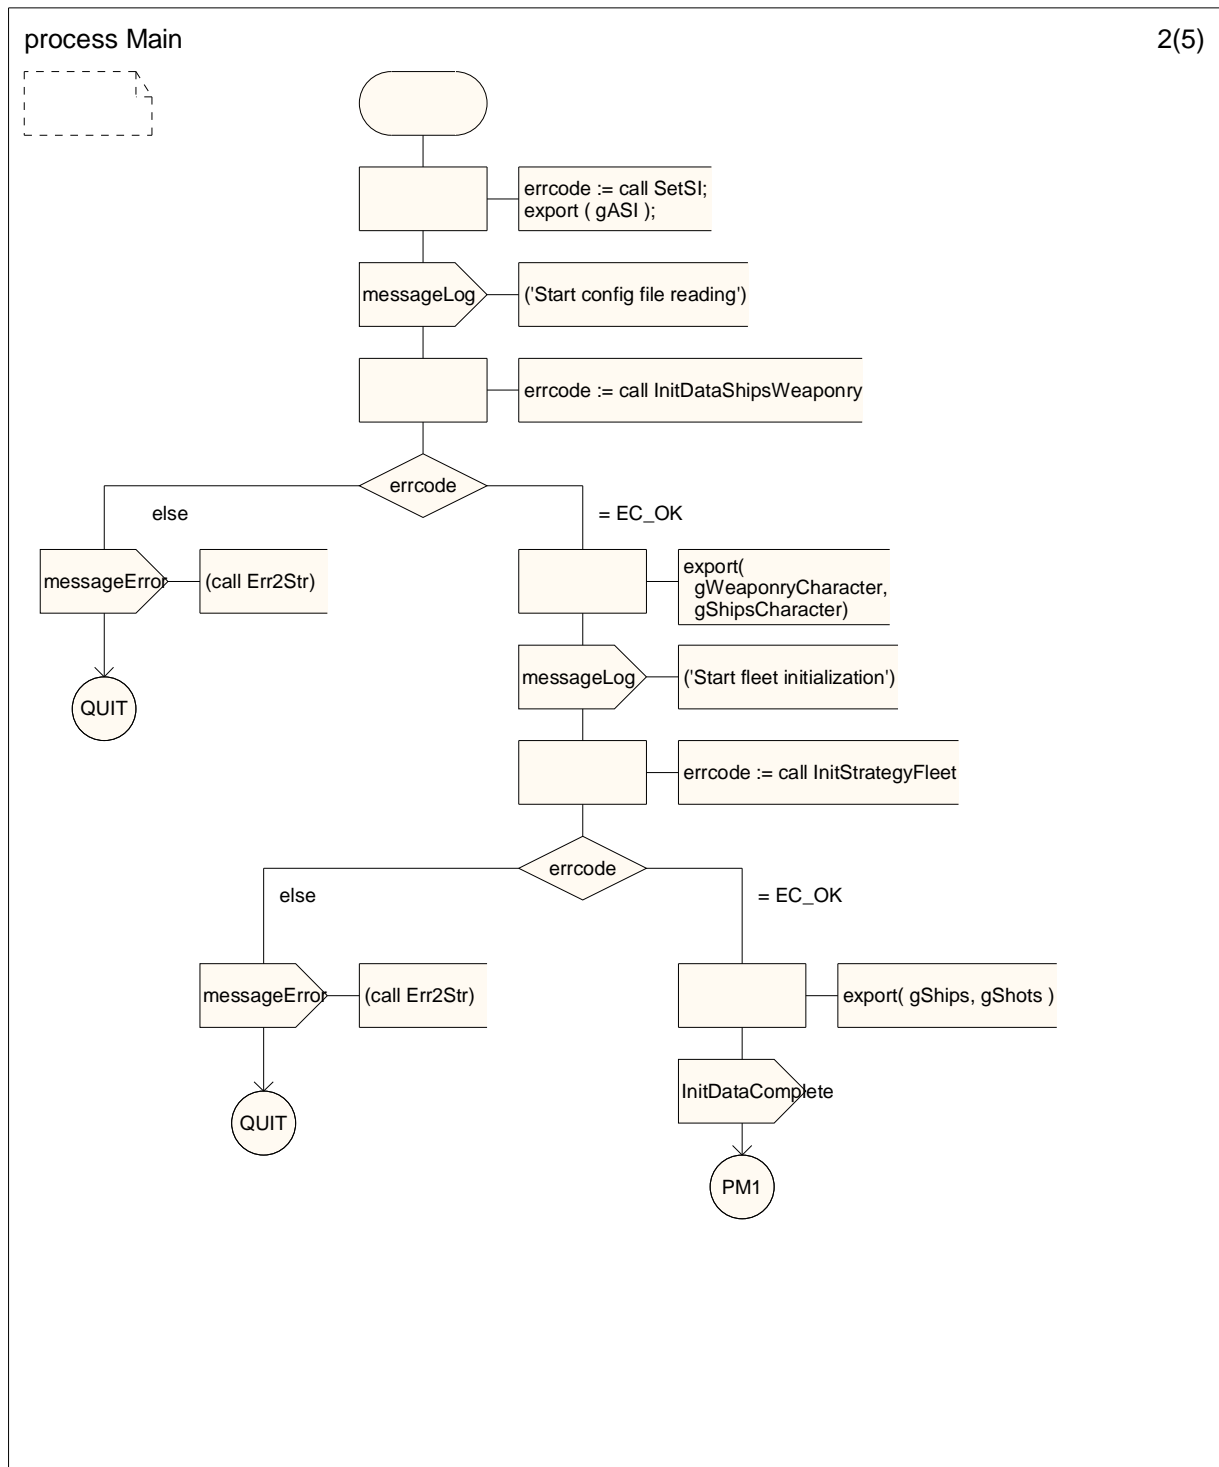 process Main
2(5)
errcode := call SetSI;
export ( gASI );
messageLog
('Start config file reading')
errcode := call InitDataShipsWeaponry
errcode
else
= EC_OK
messageError
(call Err2Str)
export(
gWeaponryCharacter,
gShipsCharacter)
messageLog
('Start fleet initialization')
QUIT
errcode := call InitStrategyFleet
errcode
else
= EC_OK
messageError
(call Err2Str)
export( gShips, gShots )
InitDataComplete
QUIT
PM1